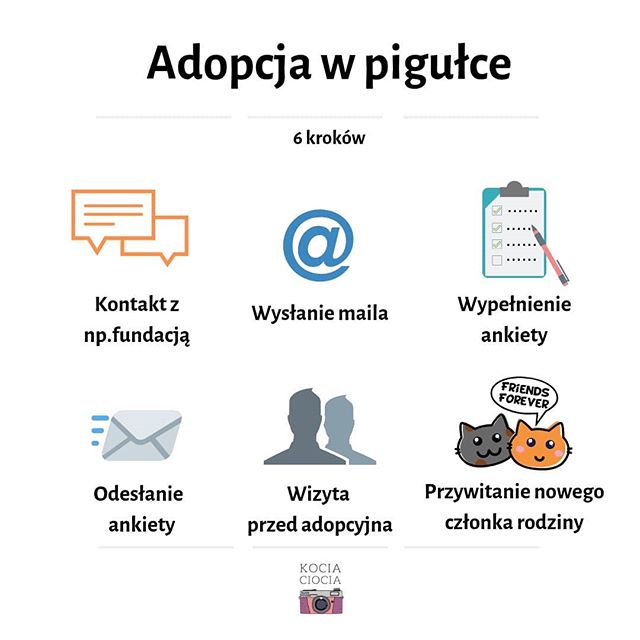 Adopcja w pigułce
6 kroków
Kontakt z
np.fundacją
Wysłanie maila
Wypełnienie
ankiety
Odesłanie
ankiety
Wizyta
przed adopcyjna
FRiENDS
FOREVER
Przywitanie nowego
członka rodziny
KOCIA
CIOCIA